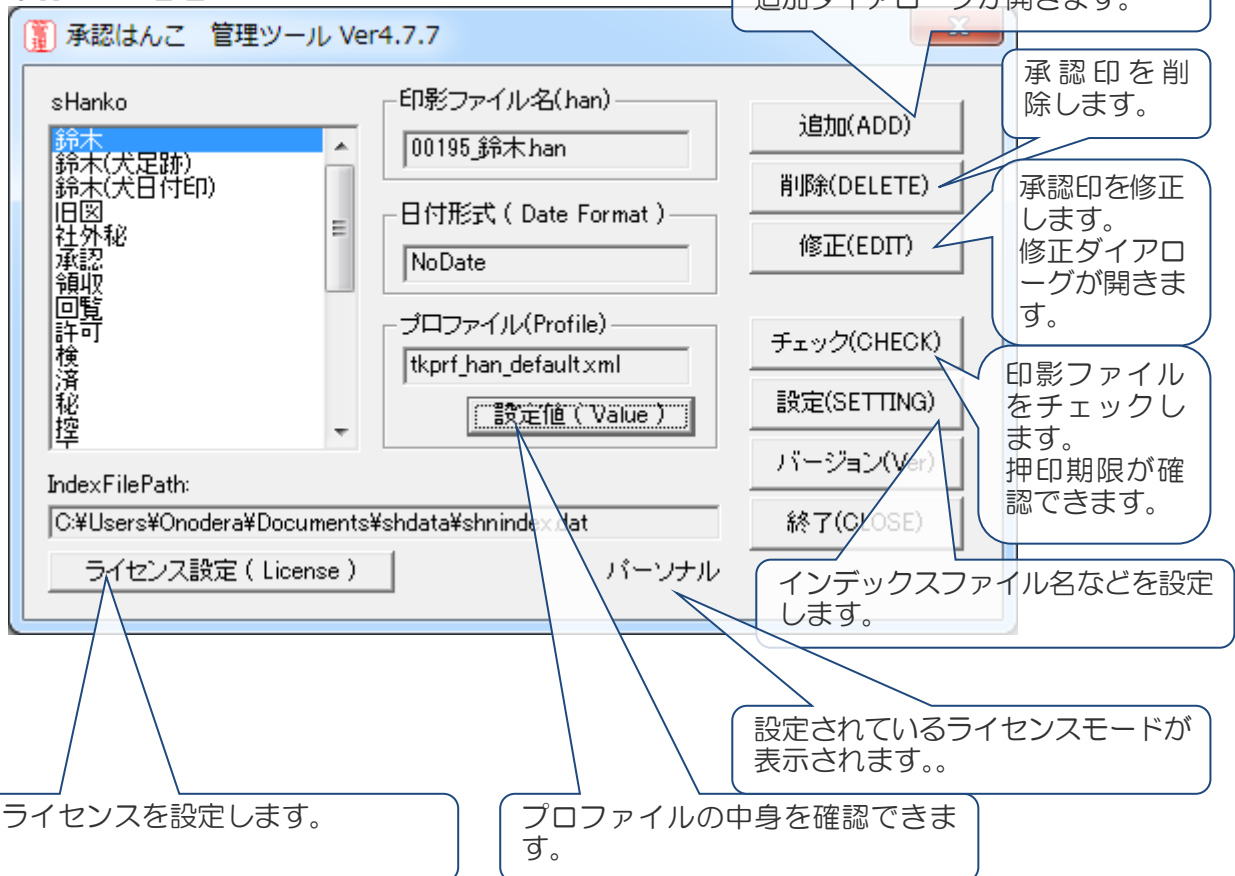 追加ダイアローグが開きます。
承認はんこ　管理ツール Ver4.7.7
承認印を削
除します。
sHanko
鈴木
鈴木(犬足跡)
鈴木(犬日付印)
旧図
社外秘
承認
領収
回覧
許可
検
済
秘
控
印影ファイル名(han)
00195_鈴木.han
日付形式 ( Date Format )
NoDate
プロファイル(Profile)
tkprf_han_default.xml
設定値 ( Value )
追加(ADD)
削除(DELETE)
修正(EDIT)
チェック(CHECK)
設定(SETTING)
バージョン(Ver)
終了(CLOSE)
承認印を修正
します。
修正ダイアロ
ーグが開きま
す。
印影ファイル
をチェックし
ます。
押印期限が確
認できます。
IndexFilePath:
C:¥Users¥Onodera¥Documents¥shdata¥shnindex.dat
ライセンス設定 ( License )
パーソナル
インデックスファイル名などを設定
します。
設定されているライセンスモードが
表示されます。。
ライセンスを設定します。
プロファイルの中身を確認できま
す。